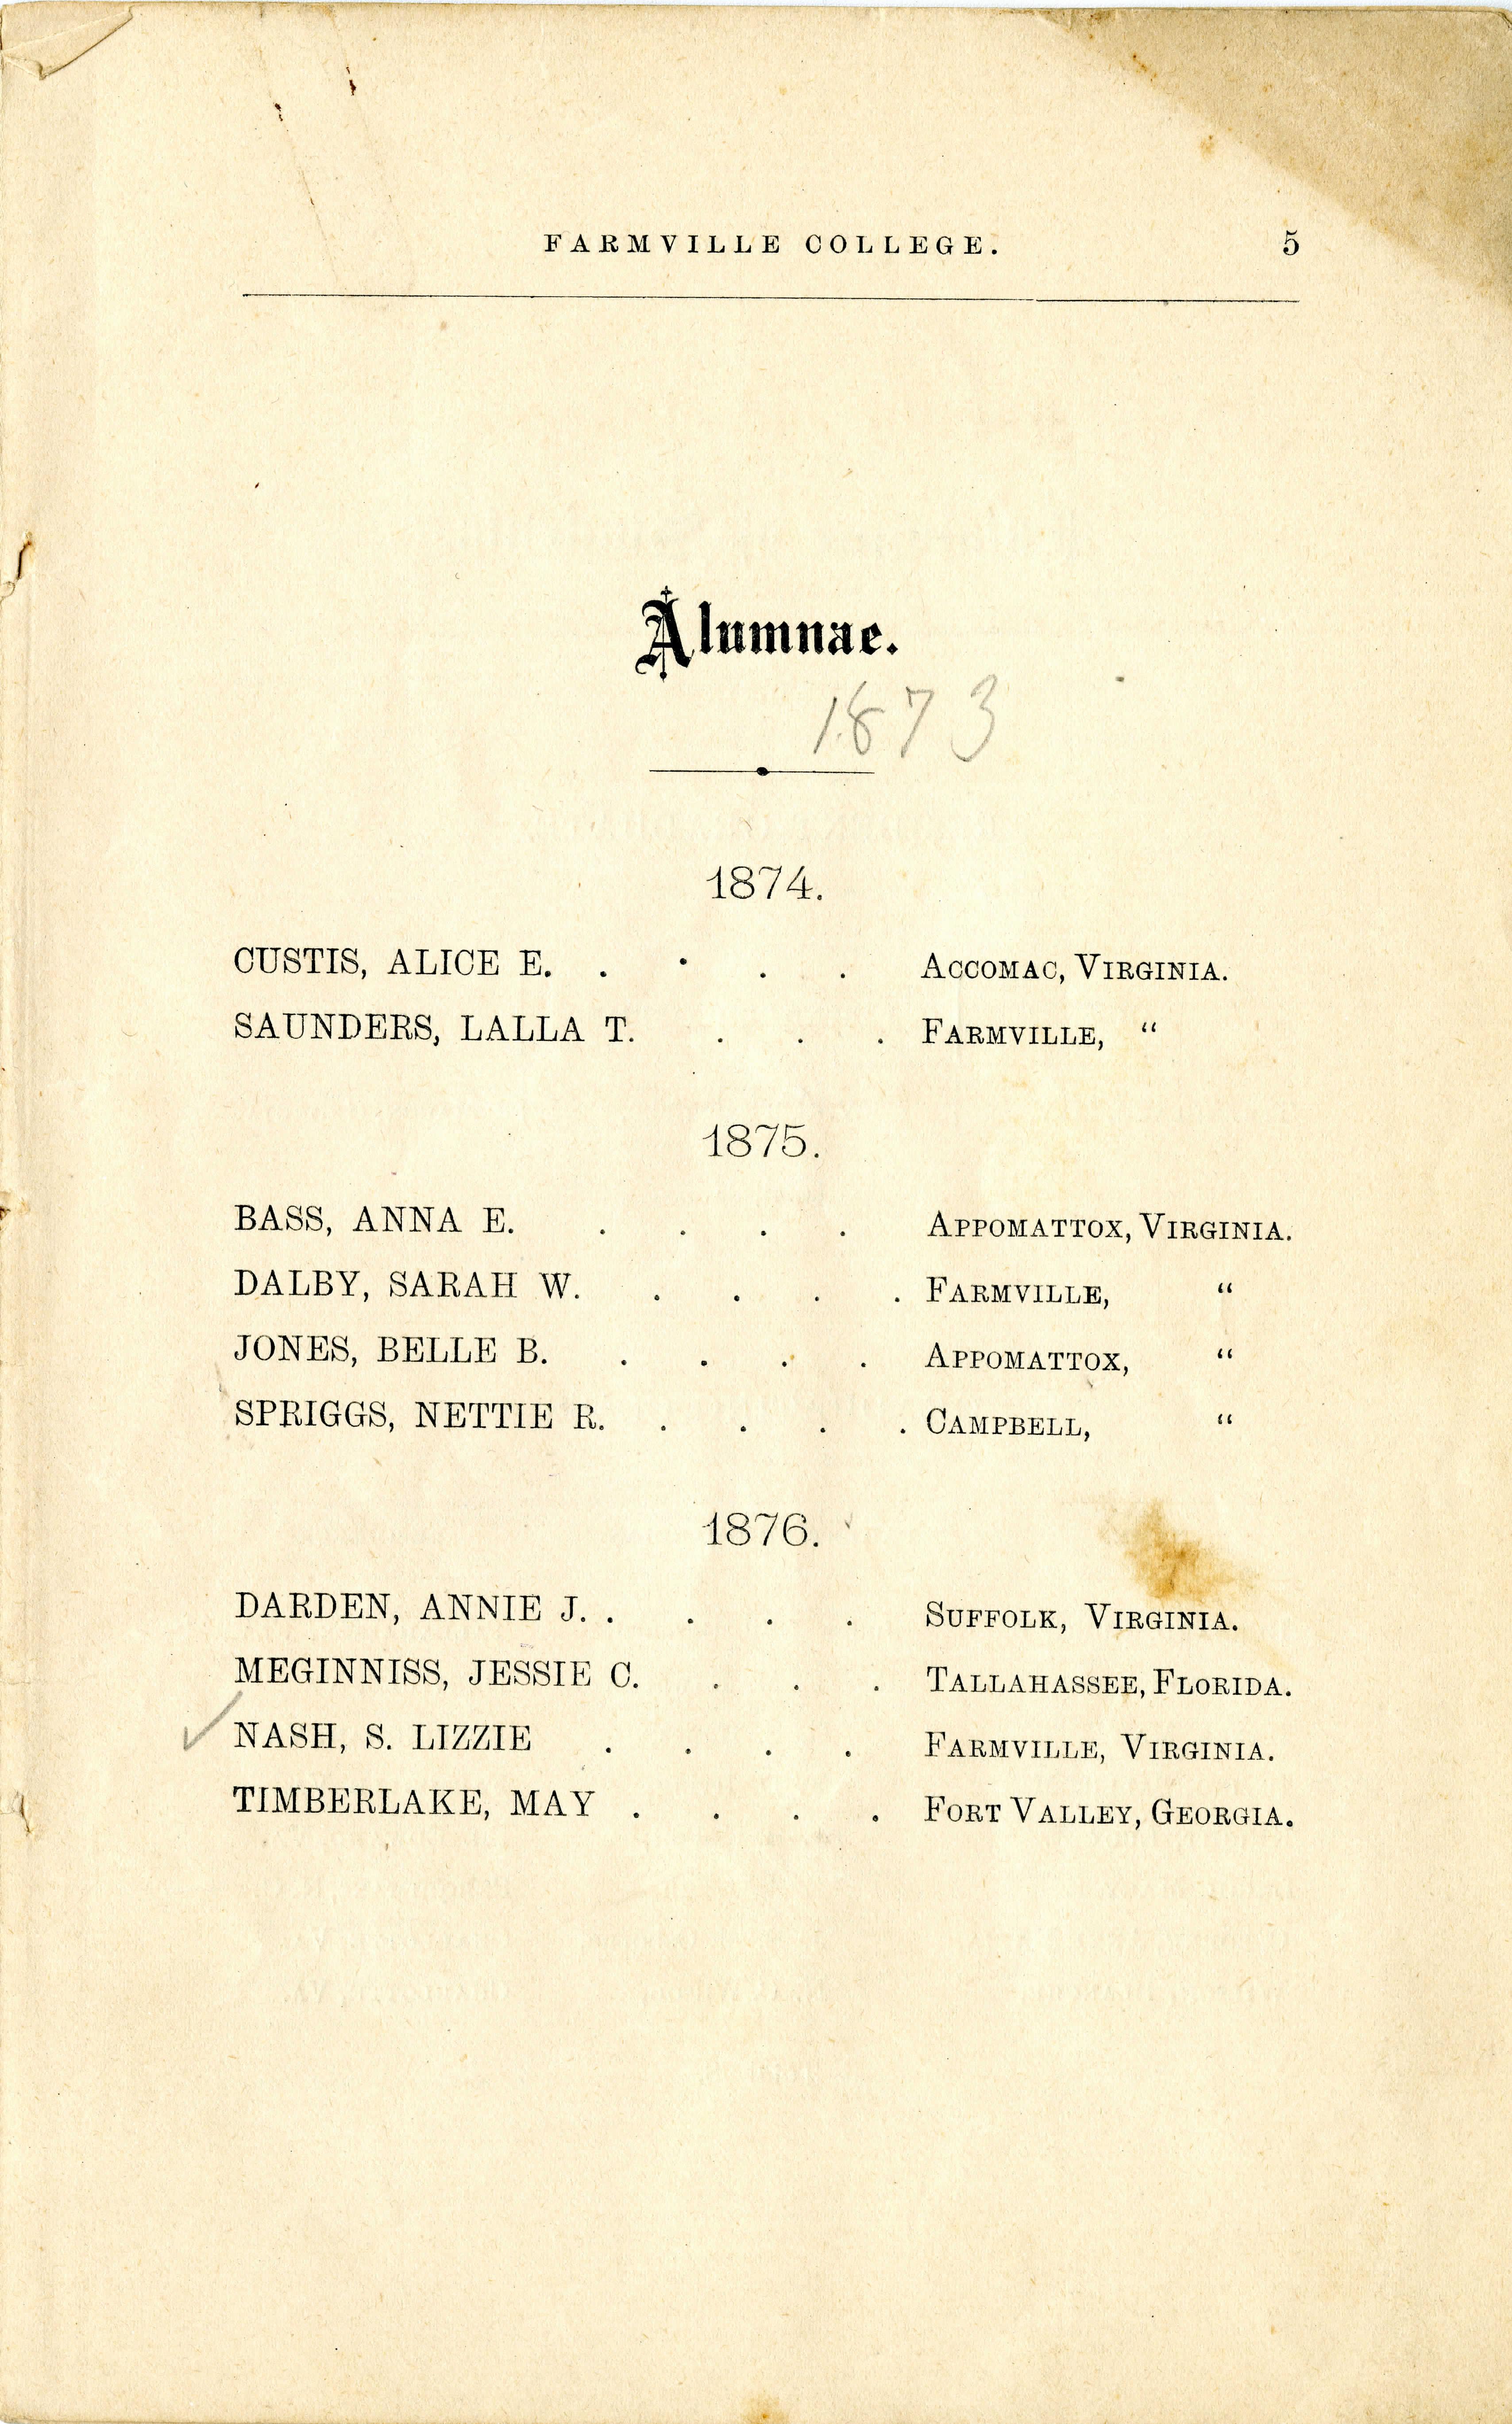 FARMVILLE COLLEGE. 5
Alumnae.
1873
1874.
CUSTIS, ALICE E. . . . . ACCOMAC, VIRGINIA.
SAUNDERS, LALLA T. . . . FARMVILLE, “
1875.
BASS, ANNA E. . . . . APPOMATTOX, VIRGINIA.
DALBY, SARAH W. . . . . FARMVILLE, “
JONES, BELLE B. . . . . APPOMATTOX, “
SPRIGGS, NETTIE R. . . . . CAMPBELL, “
1876.
DARDEN, ANNIE J. . . . . SUFFOLK, VIRGINIA.
MEGINNISS, JESSIE C. . . . TALLAHASSEE, FLORIDA.
✓ NASH, S. LIZZIE . . . . FARMVILLE, VIRGINIA.
TIMBERLAKE, MAY . . . . FORT VALLEY, GEORGIA.